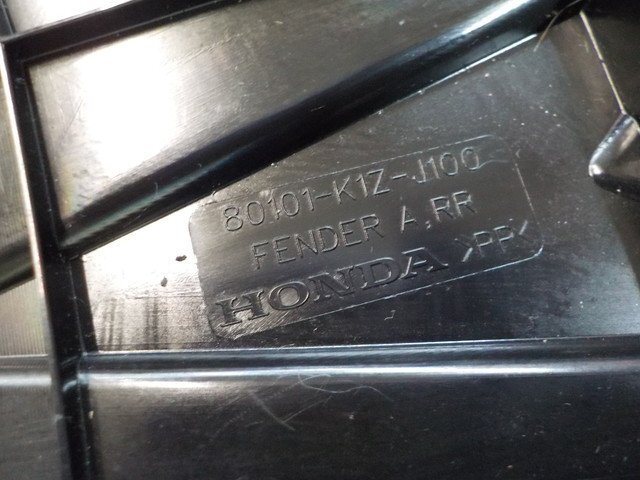 80101-K1Z-J100
FENDER A,RR
HONDA >PP<